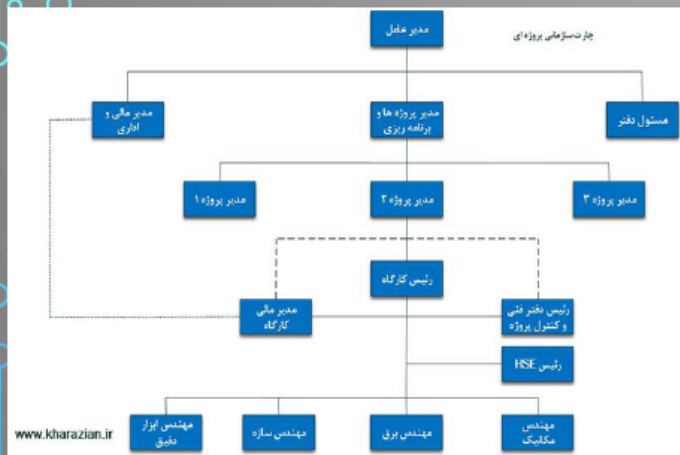 چارت سازمانی پروژه ای
مدیر عامل
مسئول دفتر
مدیر پروژه ها و
برنامه ریزی
مدیر مالی و
اداری
مدیر پروژه ۳
مدیر پروژه ۲
مدیر پروژه ۱
رئیس کارگاه
رئیس دفتر فنی
و کنترل پروژه
مدیر مالی
کارگاه
رئیس HSE
مهندس
مکانیک
مهندس برق
مهندس سازه
مهندس ابزار
دقیق
www.kharazian.ir